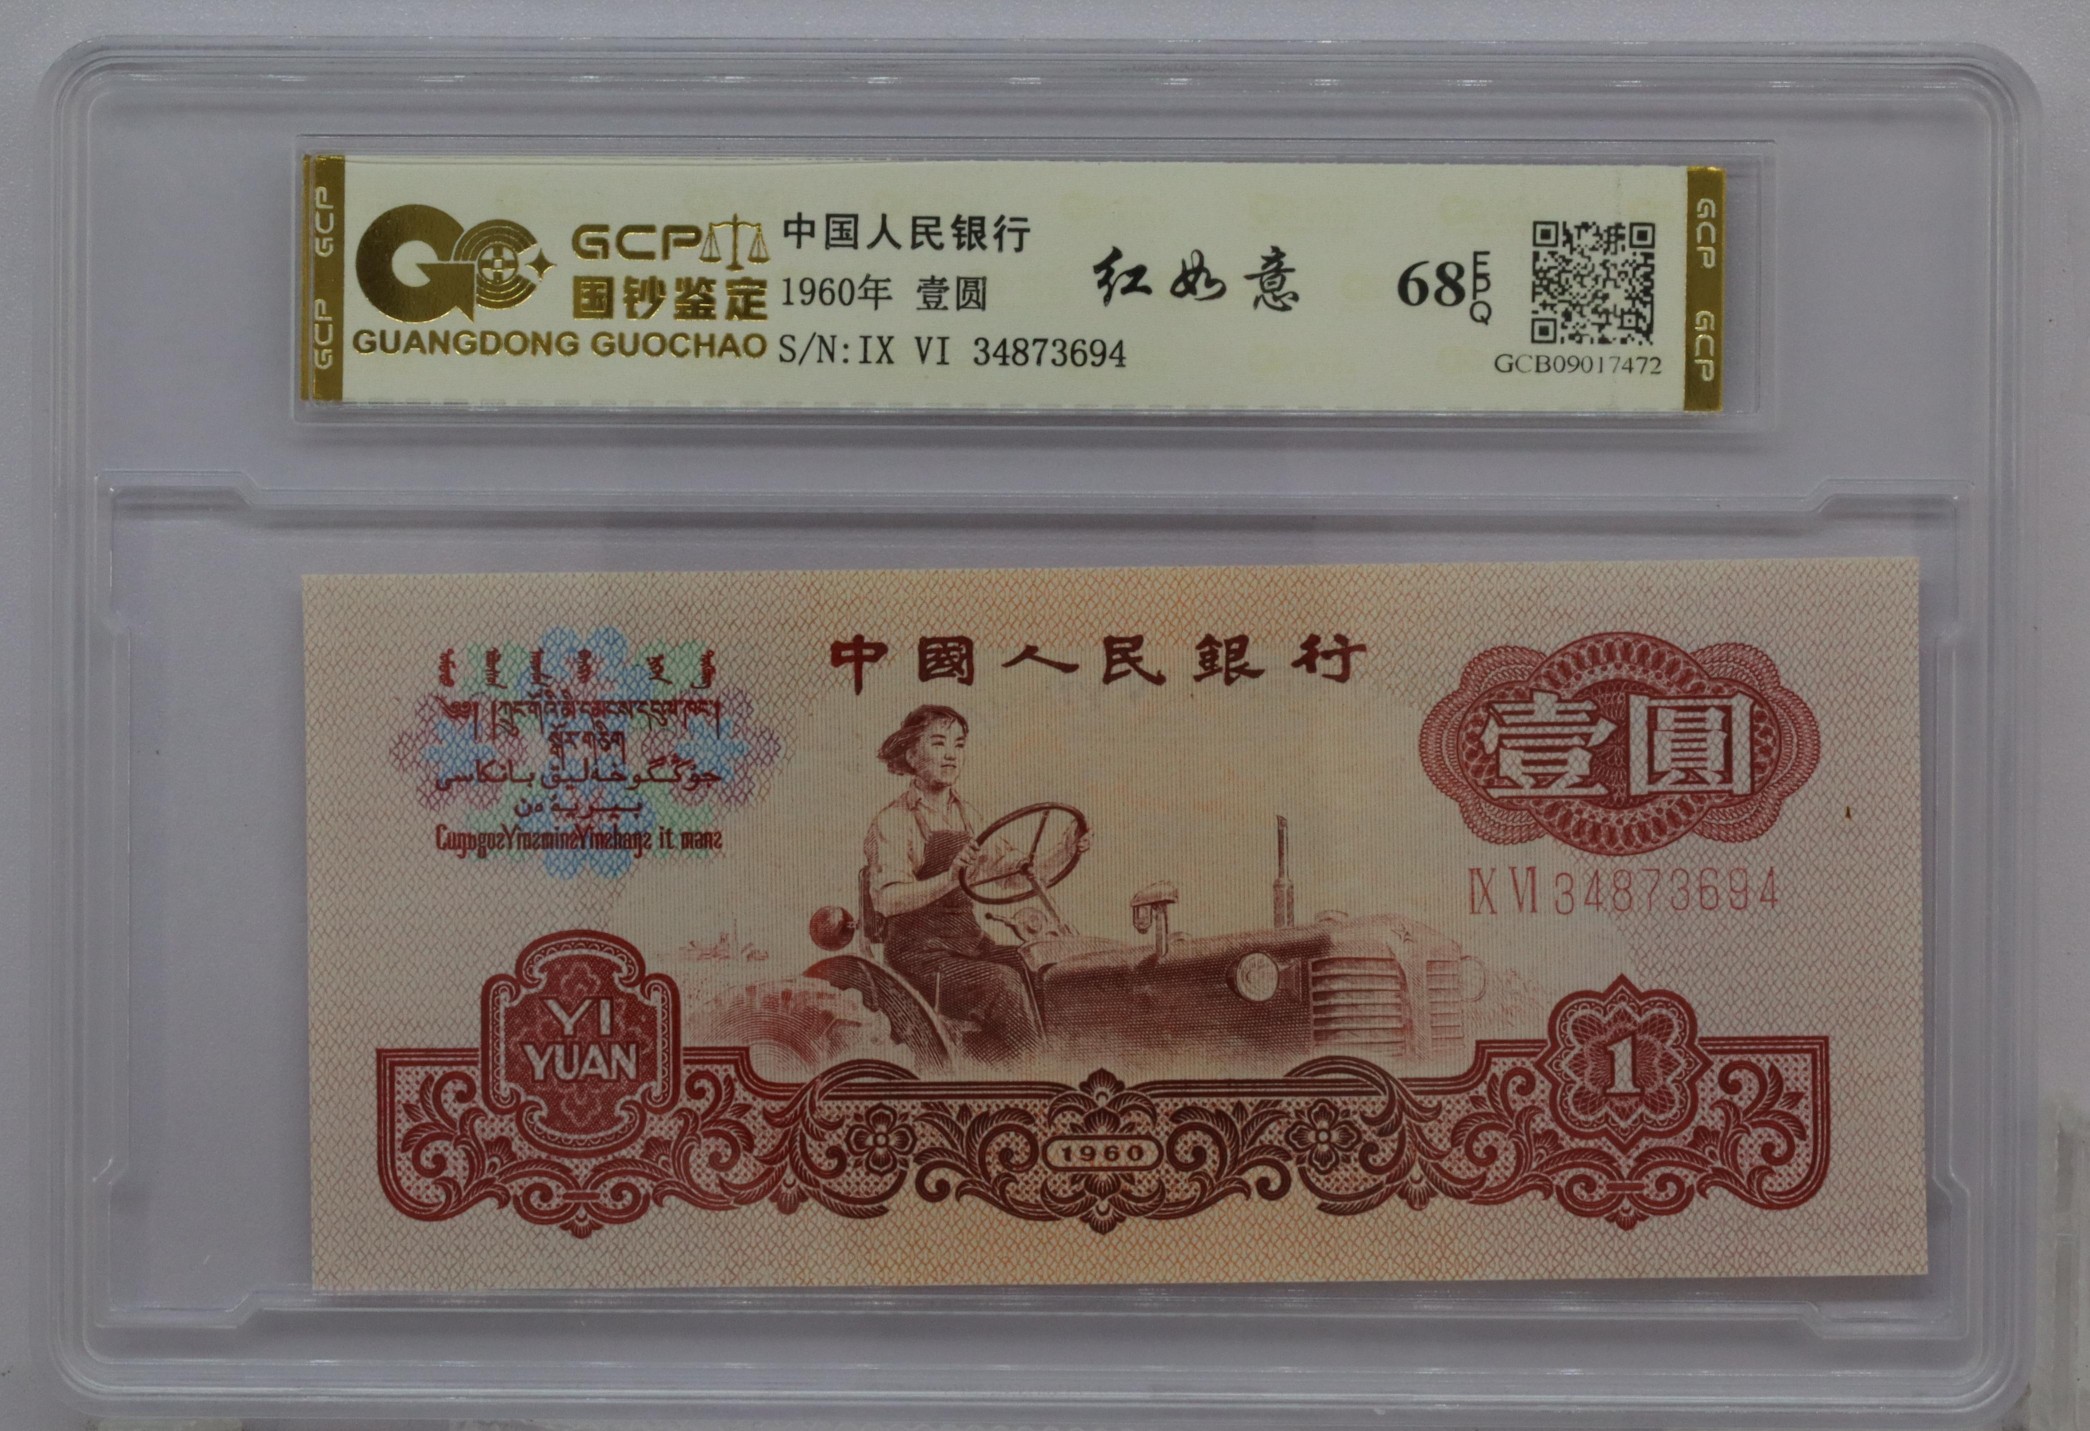 GCP
GCP
GCP
国钞鉴定
GUANGDONG GUOCHAO
中国人民银行
1960年 壹圆
S/N:IX VI 34873694
红如意
68 EPQ
GCB09017472
GCP
GCP
中國人民銀行
壹圓
IX VI 34873694
YI
YUAN
1960
1